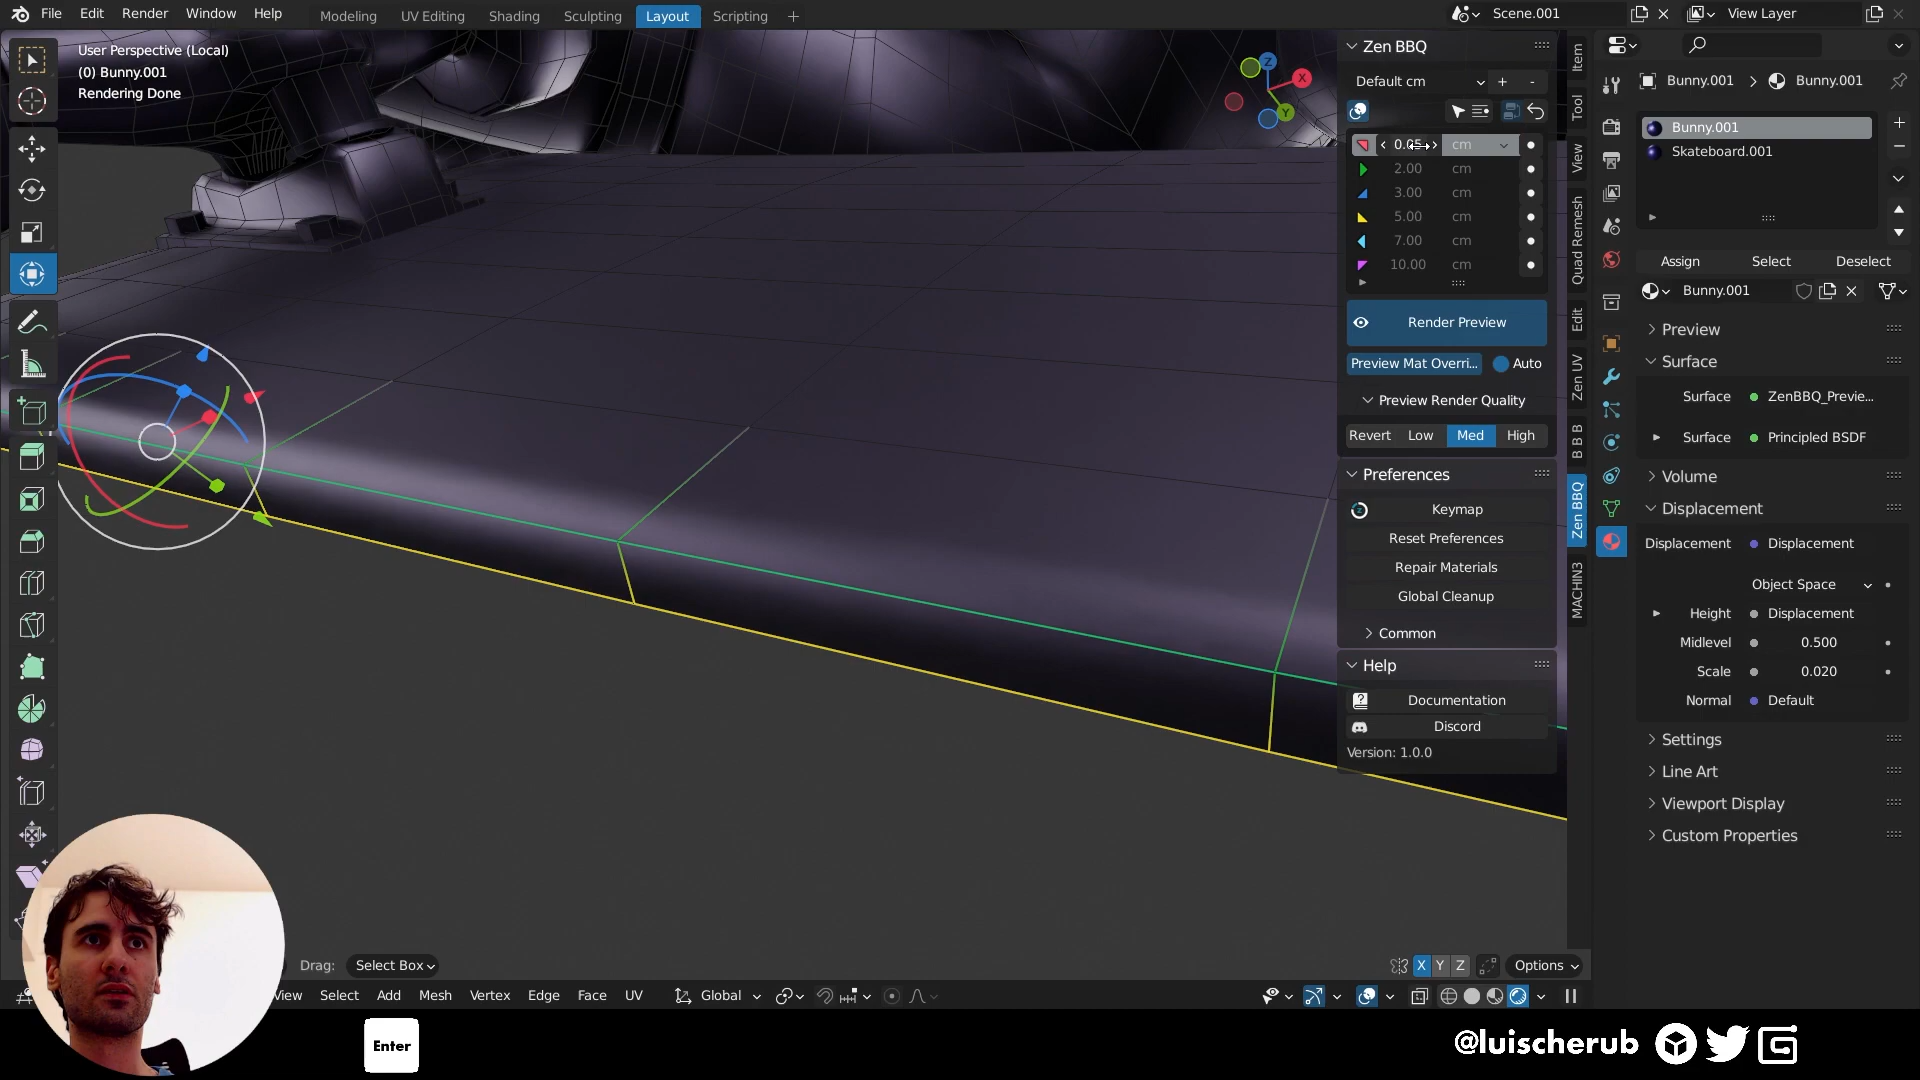 File Edit Render Window Help
Modeling UV Editing Shading Sculpting Layout Scripting
Scene.001 View Layer
User Perspective (Local)
(0) Bunny.001
Rendering Done
X
Y
Z
Zen BBQ
Default cm + -
cm
2.00 cm
3.00 cm
5.00 cm
7.00 cm
10.00 cm
Render Preview
Preview Mat Overri... Auto
Preview Render Quality
Revert Low Med High
Preferences
Keymap
Reset Preferences
Repair Materials
Global Cleanup
Common
Help
Documentation
Discord
Version: 1.0.0
Item
Tool
View
Quad Remesh
Edit
Zen UV
B B B
Zen BBQ
MACHIN3
Bunny.001 > Bunny.001
Bunny.001
Skateboard.001
Assign Select Deselect
Bunny.001
Preview
Surface
Surface ZenBBQ_Previe...
Surface Principled BSDF
Volume
Displacement
Displacement Displacement
Object Space
Height Displacement
Midlevel 0.500
Scale 0.020
Normal Default
Settings
Line Art
Viewport Display
Custom Properties
Drag: Select Box
X Y Z Options
Select Add Mesh Vertex Edge Face UV Global
Enter
@luischerub